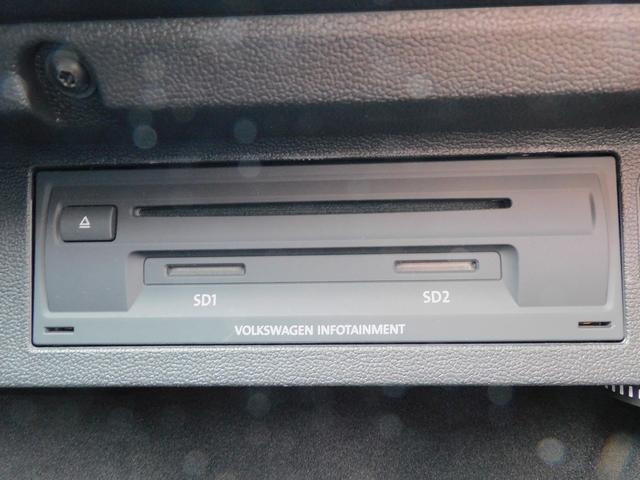 SD1 SD2
VOLKSWAGEN INFOTAINMENT